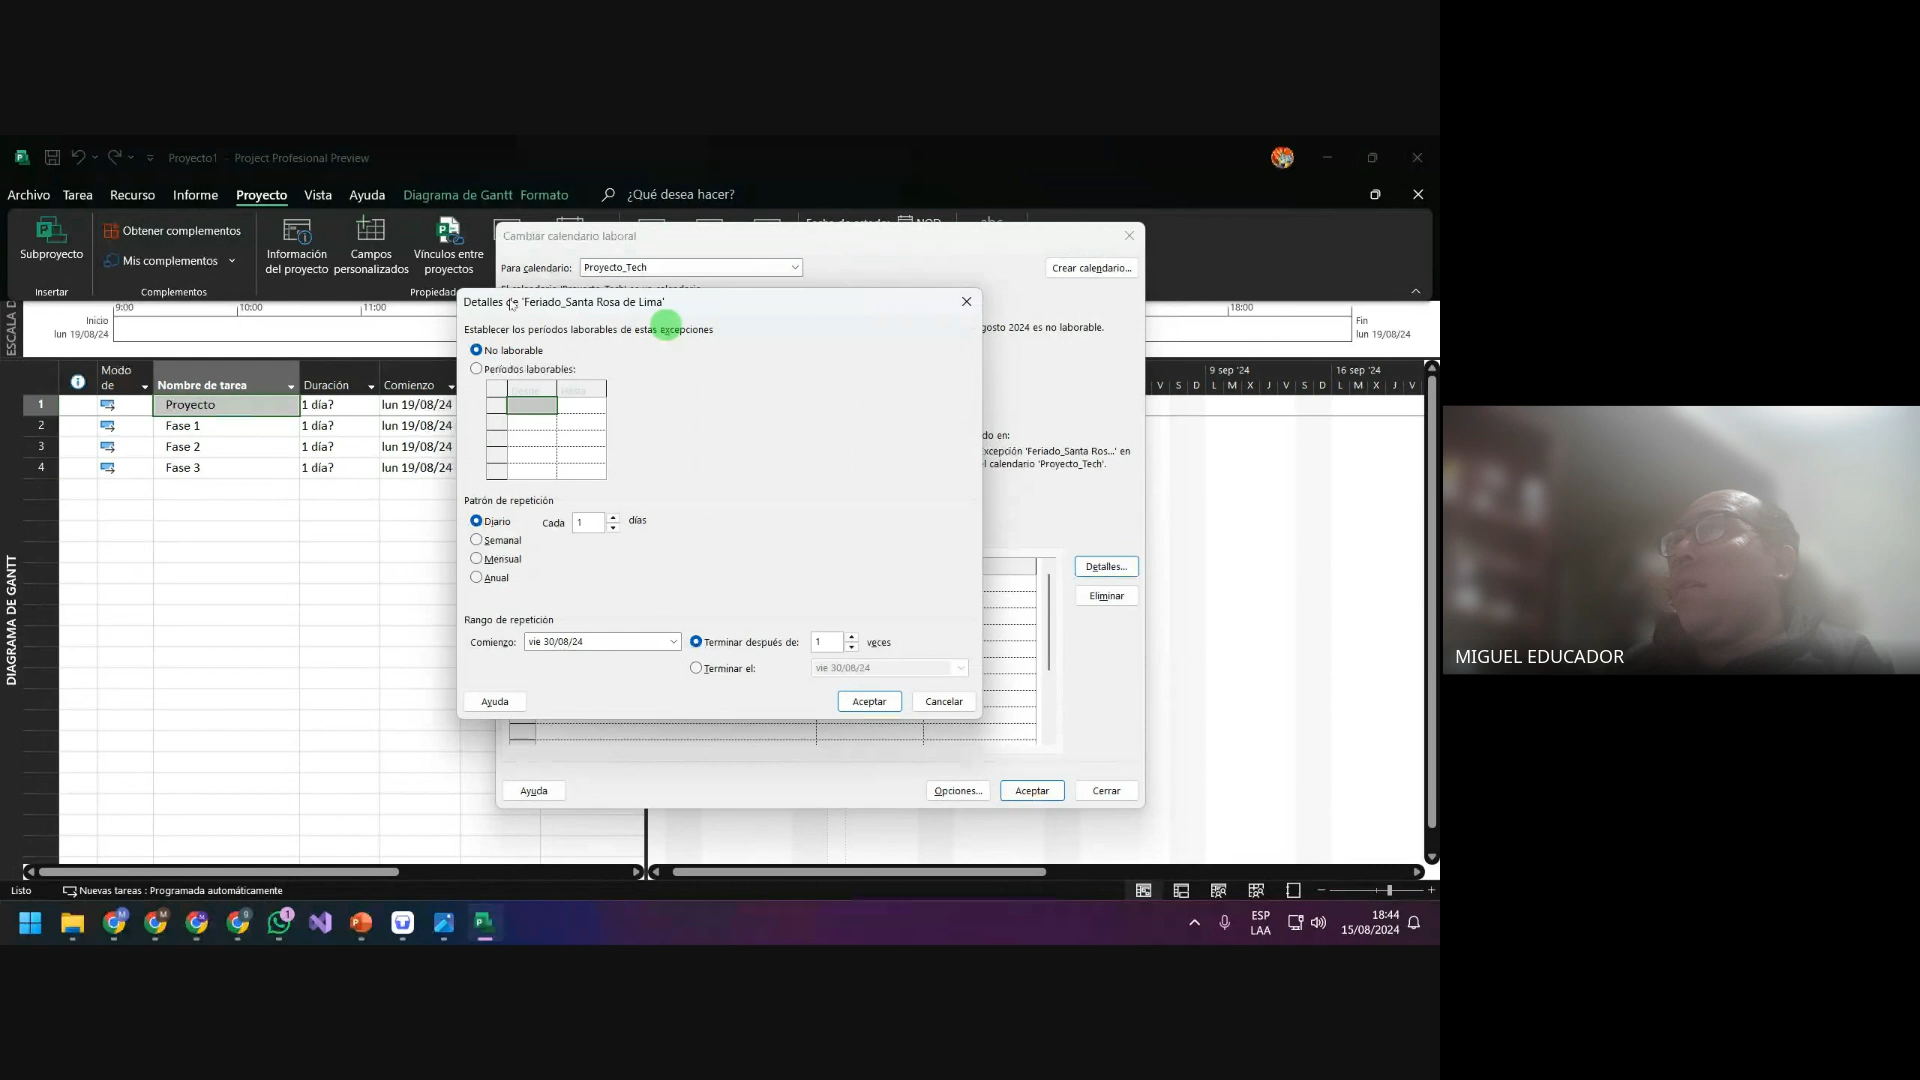 Proyecto1 - Project Profesional Preview
Archivo Tarea Recurso Informe Proyecto Vista Ayuda Diagrama de Gantt Formato ¿Qué desea hacer?
Subproyecto
Insertar
Obtener complementos
Mis complementos
Complementos
Información del proyecto
Campos personalizados
Vínculos entre proyectos
Cambiar calendario laboral
Para calendario: Proyecto_Tech
Crear calendario...
Detalles de 'Feriado_Santa Rosa de Lima'
Establecer los períodos laborables de estas excepciones
No laborable
Períodos laborables:
Desde Hasta
Patrón de repetición
Diario Cada 1 días
Semanal
Mensual
Anual
Rango de repetición
Comienzo: vie 30/08/24 Terminar después de: 1 veces
Terminar el: vie 30/08/24
Ayuda Aceptar Cancelar
gosto 2024 es no laborable.
do en:
xcepción 'Feriado_Santa Ros...' en
l calendario 'Proyecto_Tech'.
Detalles...
Eliminar
Ayuda Opciones... Aceptar Cerrar
ESCALA D
9:00 10:00 11:00 18:00
Inicio
lun 19/08/24
Fin
lun 19/08/24
Modo de Nombre de tarea Duración Comienzo
1 Proyecto 1 día? lun 19/08/24
2 Fase 1 1 día? lun 19/08/24
3 Fase 2 1 día? lun 19/08/24
4 Fase 3 1 día? lun 19/08/24
9 sep '24 16 sep '24
V S D L M X J V S D L M X J V
DIAGRAMA DE GANTT
Listo Nuevas tareas : Programada automáticamente
ESP
LAA
18:44
15/08/2024
MIGUEL EDUCADOR